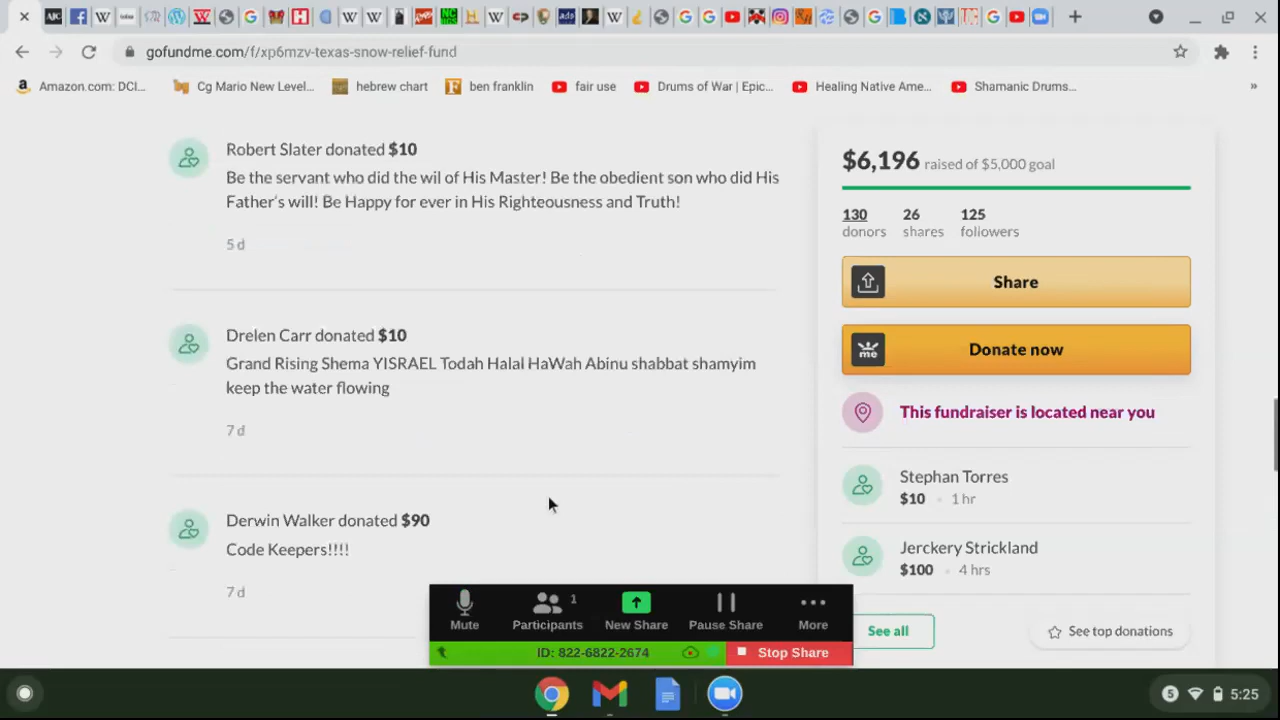 gofundme.com/f/xp6mzv-texas-snow-relief-fund
Amazon.com: DCI... Cg Mario New Level... hebrew chart ben franklin fair use Drums of War | Epic... Healing Native Ame... Shamanic Drums... »
Robert Slater donated $10
Be the servant who did the wil of His Master! Be the obedient son who did His
Father's will! Be Happy for ever in His Righteousness and Truth!
5 d
Drelen Carr donated $10
Grand Rising Shema YISRAEL Todah Halal HaWah Abinu shabbat shamyim
keep the water flowing
7 d
Derwin Walker donated $90
Code Keepers!!!!
7 d
$6,196 raised of $5,000 goal
130 26 125
donors shares followers
Share
me Donate now
This fundraiser is located near you
Stephan Torres
$10 • 1 hr
Jerckery Strickland
$100 • 4 hrs
See all See top donations
1
Mute Participants New Share Pause Share More
ID: 822-6822-2674 Stop Share
5 5:25